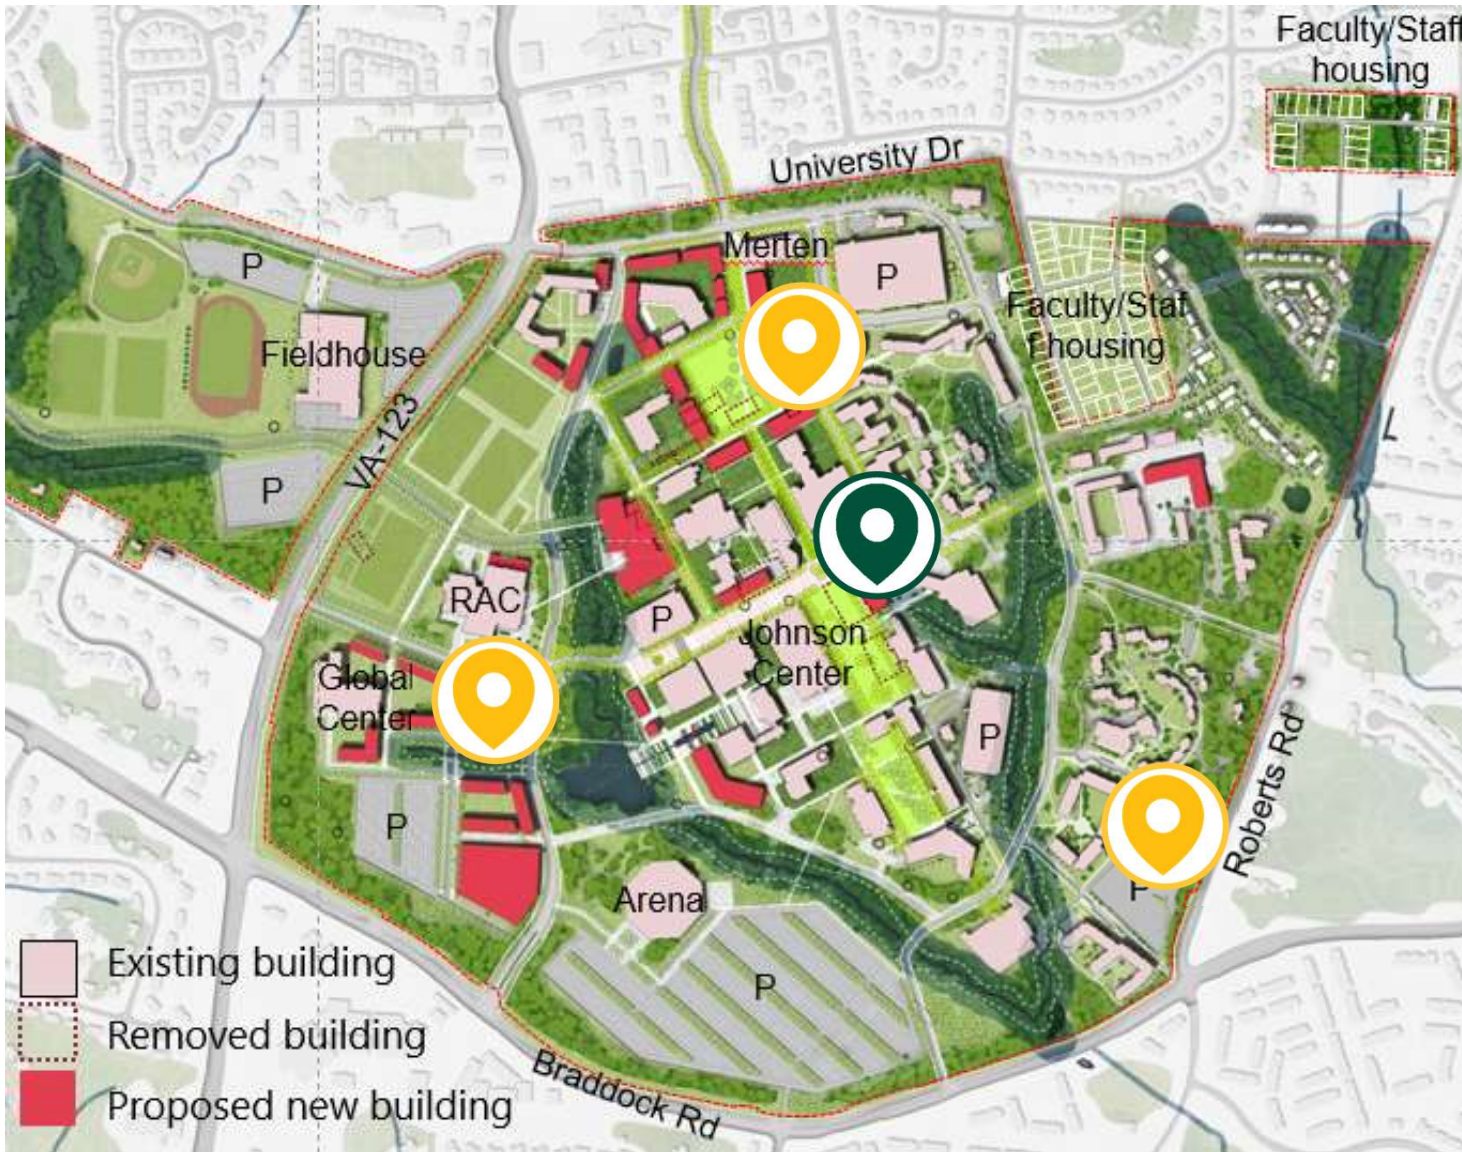 Faculty/Staff
housing
University Dr
Merten
P
P
Faculty/Staf
f housing
Fieldhouse
VA-123
P
L
RAC
P
Johnson
Center
Global
Center
P
Roberts Rd
P
P
Arena
P
Existing building
Removed building
Braddock Rd
Proposed new building